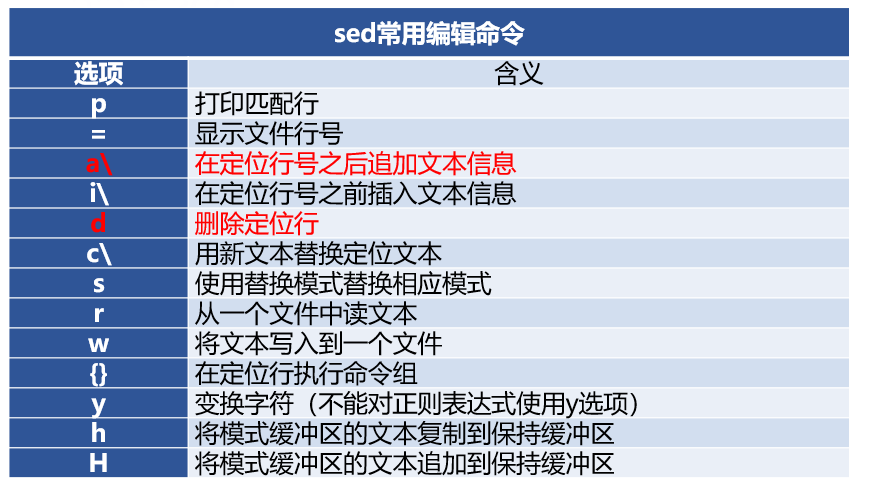 sed常用编辑命令
选项 含义
p 打印匹配行
= 显示文件行号
a\ 在定位行号之后追加文本信息
i\ 在定位行号之前插入文本信息
d 删除定位行
c\ 用新文本替换定位文本
s 使用替换模式替换相应模式
r 从一个文件中读文本
w 将文本写入到一个文件
{} 在定位行执行命令组
y 变换字符（不能对正则表达式使用y选项）
h 将模式缓冲区的文本复制到保持缓冲区
H 将模式缓冲区的文本追加到保持缓冲区